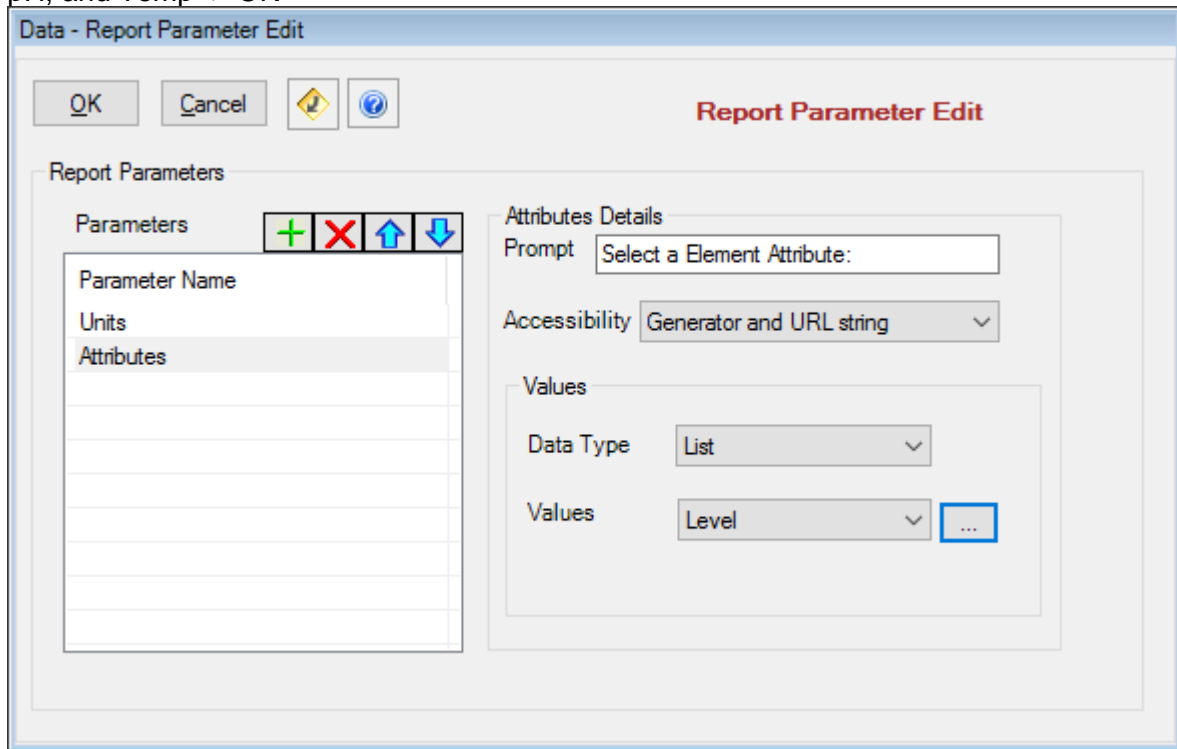 Data - Report Parameter Edit
OK Cancel
Report Parameter Edit
Report Parameters
Parameters
Parameter Name
Units
Attributes
Attributes Details
Prompt Select a Element Attribute:
Accessibility Generator and URL string
Values
Data Type List
Values Level ...